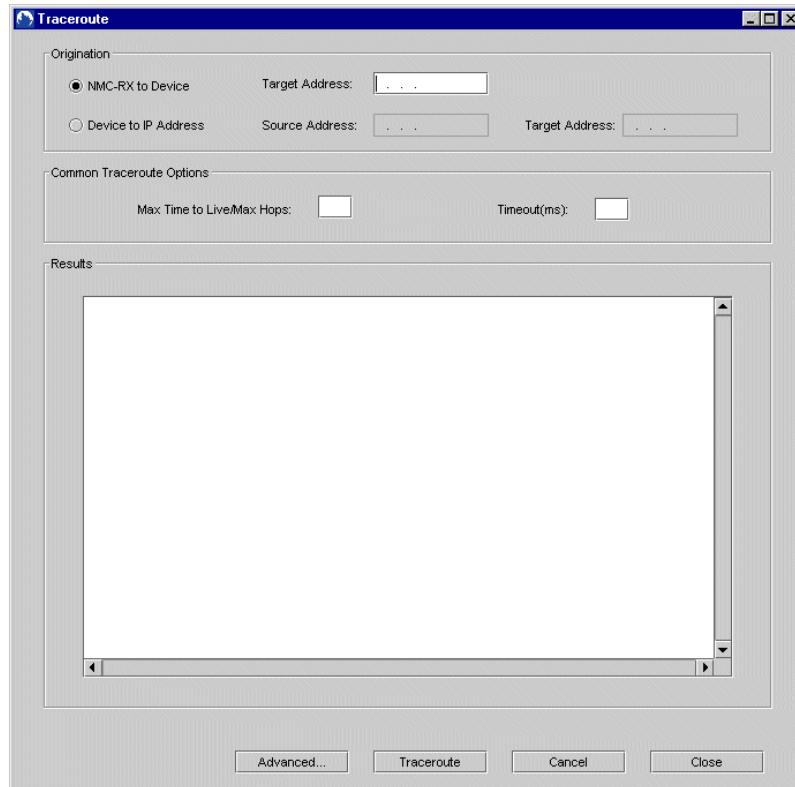 Traceroute
Origination
NMC-RX to Device Target Address: . . .
Device to IP Address Source Address: . . . Target Address: . . .
Common Traceroute Options
Max Time to Live/Max Hops: Timeout(ms):
Results
Advanced... Traceroute Cancel Close